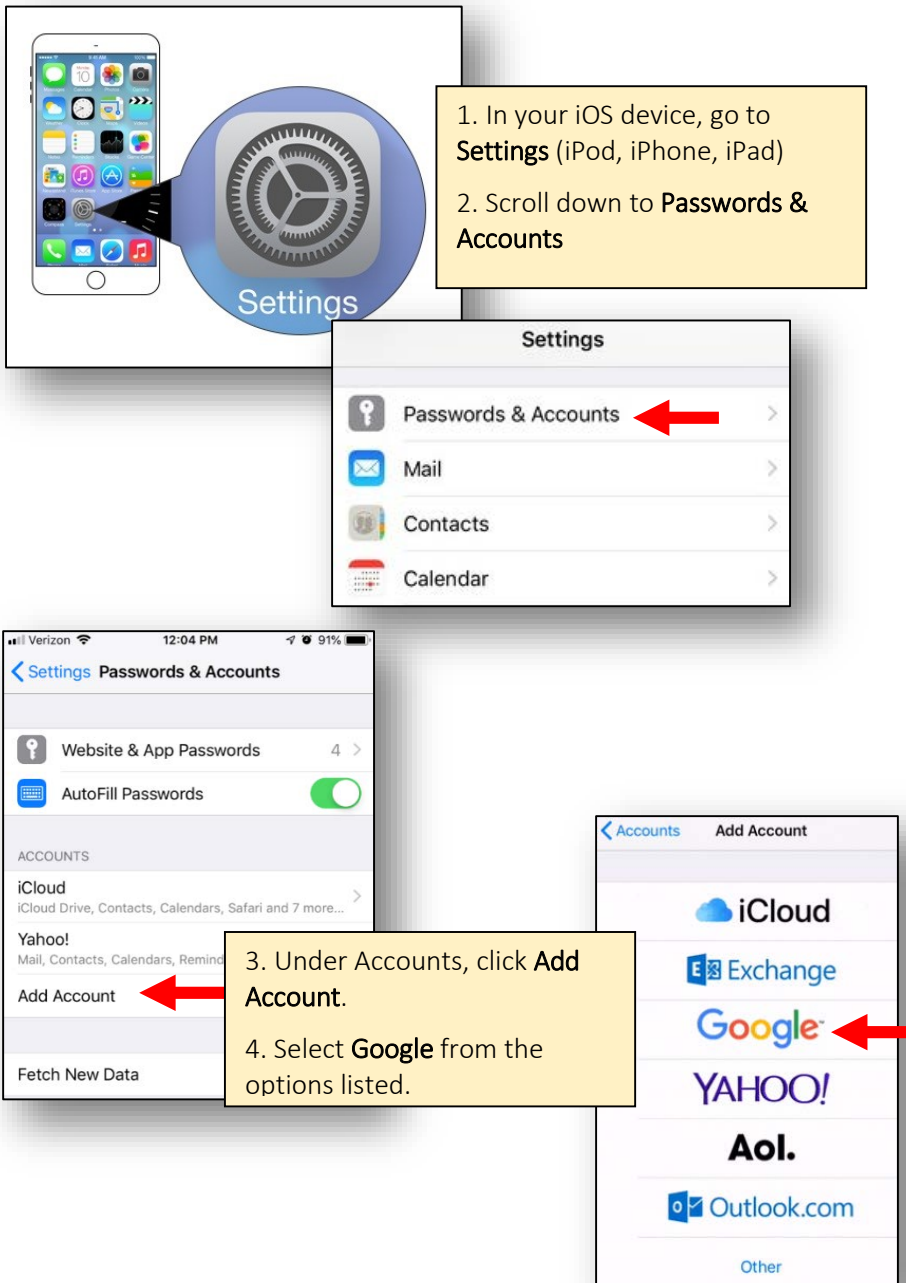 9:41 AM
100%
Settings
1. In your iOS device, go to
Settings (iPod, iPhone, iPad)
2. Scroll down to Passwords &
Accounts
Settings
Passwords & Accounts
Mail
Contacts
Calendar
Verizon 12:04 PM 91%
Settings Passwords & Accounts
Website & App Passwords 4
AutoFill Passwords
ACCOUNTS
iCloud
iCloud Drive, Contacts, Calendars, Safari and 7 more...
Yahoo!
Mail, Contacts, Calendars, Remind
Add Account
Fetch New Data
3. Under Accounts, click Add
Account.
4. Select Google from the
options listed.
Accounts Add Account
iCloud
Exchange
Google
YAHOO!
Aol.
Outlook.com
Other